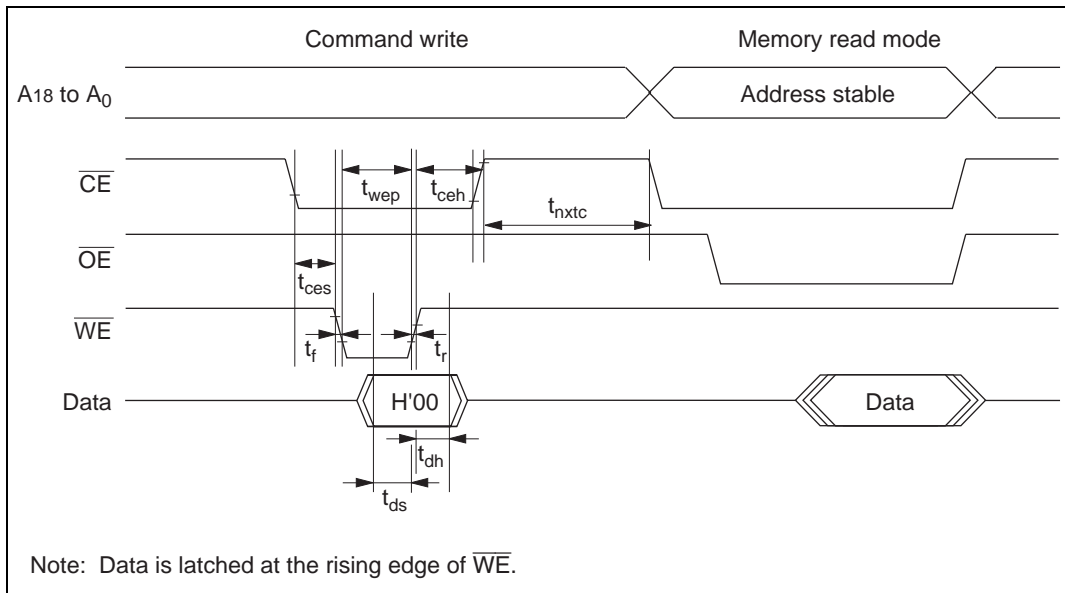 Command write
Memory read mode
A18 to A0
Address stable
CE
twep
tceh
tnxtc
OE
tces
WE
tf
tr
Data
H'00
Data
tdh
tds
Note: Data is latched at the rising edge of WE.